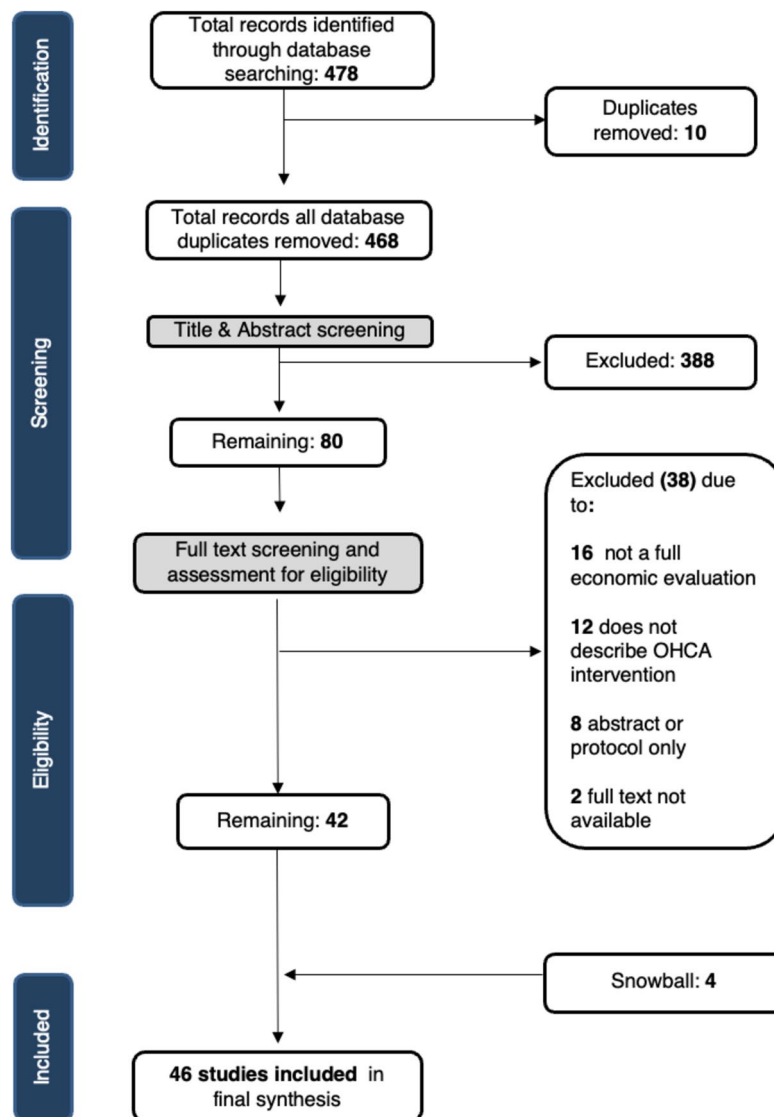 Identification
Total records identified
through database
searching: 478
Duplicates
removed: 10
Screening
Total records all database
duplicates removed: 468
Title & Abstract screening
Excluded: 388
Remaining: 80
Full text screening and
assessment for eligibility
Excluded (38) due
to:
16 not a full
economic evaluation
12 does not
describe OHCA
intervention
8 abstract or
protocol only
2 full text not
available
Eligibility
Remaining: 42
Snowball: 4
Included
46 studies included in
final synthesis